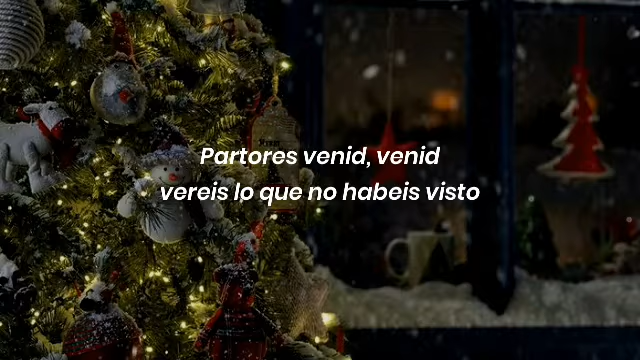 Partores venid, venid
vereis lo que no habeis visto